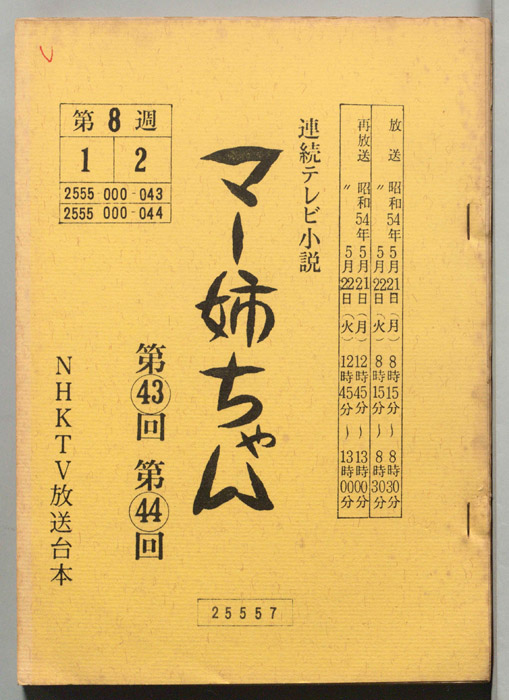 放送 昭和54年5月21日(月)8時15分~8時30分
〃 5月22日(火)8時15分~8時30分
再放送 昭和54年5月21日(月)12時45分~13時00分
〃 5月22日(火)12時45分~13時00分
連続テレビ小説
マー姉ちゃん
第43回 第44回
第8週
1 2
2555-000-043
2555-000-044
NHKTV放送台本
25557